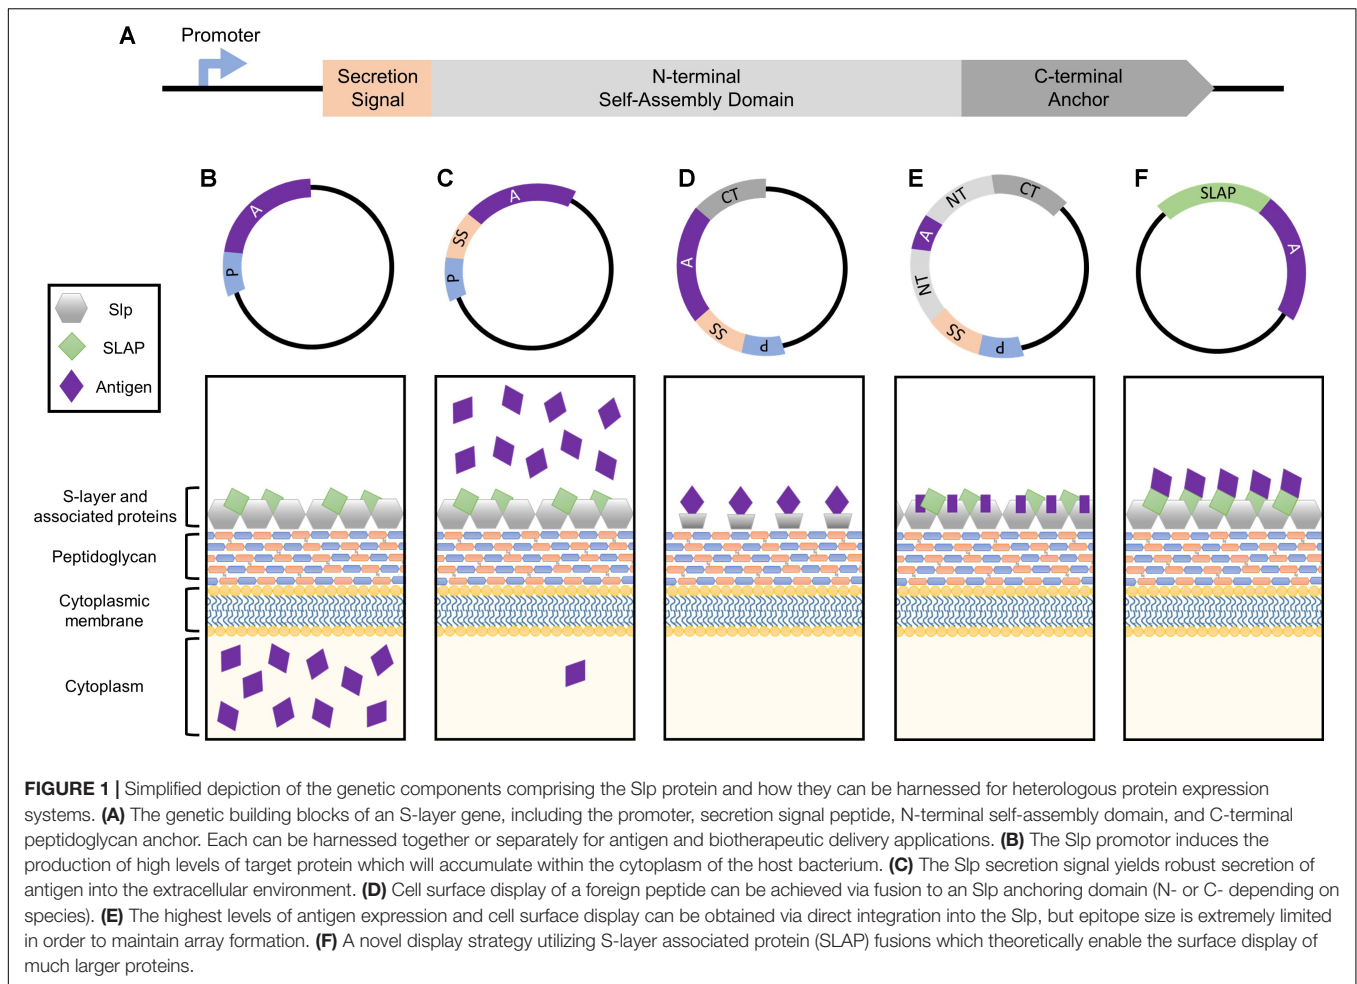 A
Promoter
Secretion
Signal
N-terminal
Self-Assembly Domain
C-terminal
Anchor
B
A
P
C
A
SS
P
D
CT
A
SS
P
E
NT
CT
A
NT
SS
P
F
SLAP
A
Slp
SLAP
Antigen
S-layer and
associated proteins
Peptidoglycan
Cytoplasmic
membrane
Cytoplasm
FIGURE 1 | Simplified depiction of the genetic components comprising the Slp protein and how they can be harnessed for heterologous protein expression
systems. (A) The genetic building blocks of an S-layer gene, including the promoter, secretion signal peptide, N-terminal self-assembly domain, and C-terminal
peptidoglycan anchor. Each can be harnessed together or separately for antigen and biotherapeutic delivery applications. (B) The Slp promotor induces the
production of high levels of target protein which will accumulate within the cytoplasm of the host bacterium. (C) The Slp secretion signal yields robust secretion of
antigen into the extracellular environment. (D) Cell surface display of a foreign peptide can be achieved via fusion to an Slp anchoring domain (N- or C- depending on
species). (E) The highest levels of antigen expression and cell surface display can be obtained via direct integration into the Slp, but epitope size is extremely limited
in order to maintain array formation. (F) A novel display strategy utilizing S-layer associated protein (SLAP) fusions which theoretically enable the surface display of
much larger proteins.